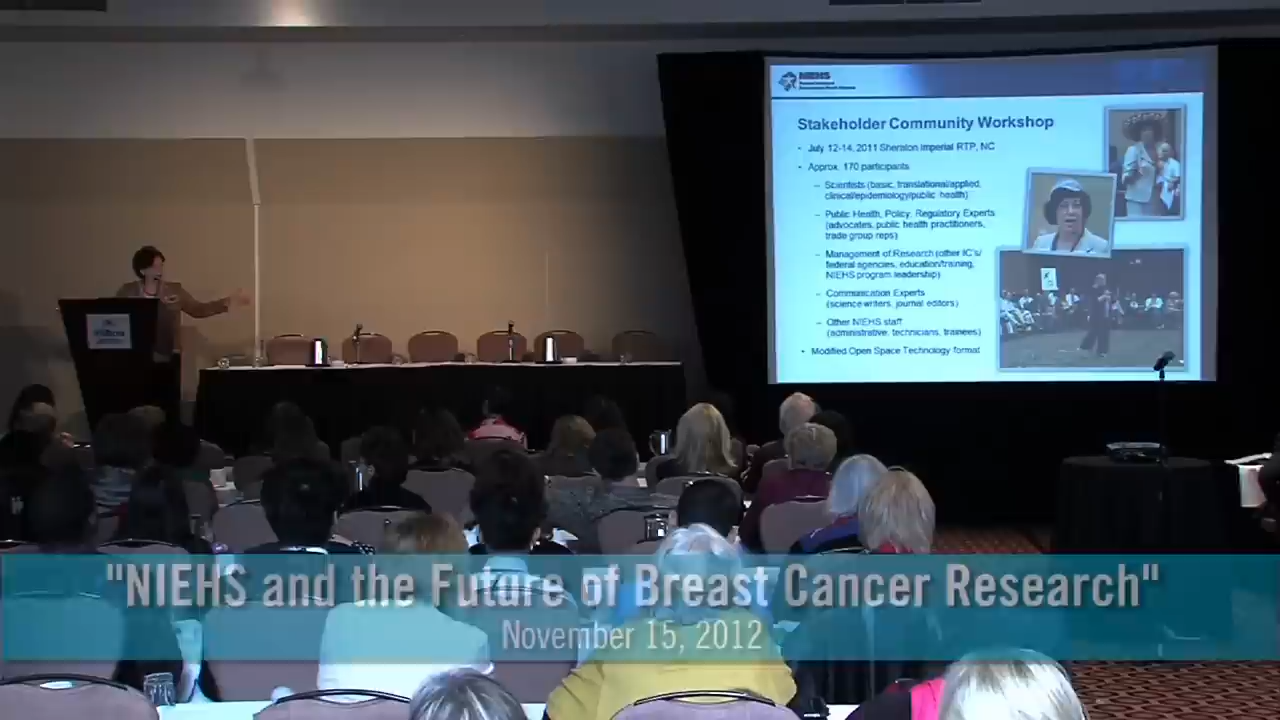 NIEHS
Stakeholder Community Workshop
• July 12-14, 2011 Sheraton Imperial RTP, NC
• Approx. 170 participants
– Scientists (basic, translational/applied,
clinical/epidemiology/public health)
– Public Health, Policy, Regulatory Experts
(advocates, public health practitioners,
trade group reps)
– Management of Research (other IC's/
federal agencies, education/training,
NIEHS program leadership)
– Communication Experts
(science writers, journal editors)
– Other NIEHS staff
(administrative, technicians, trainees)
• Modified Open Space Technology format
"NIEHS and the Future of Breast Cancer Research"
November 15, 2012